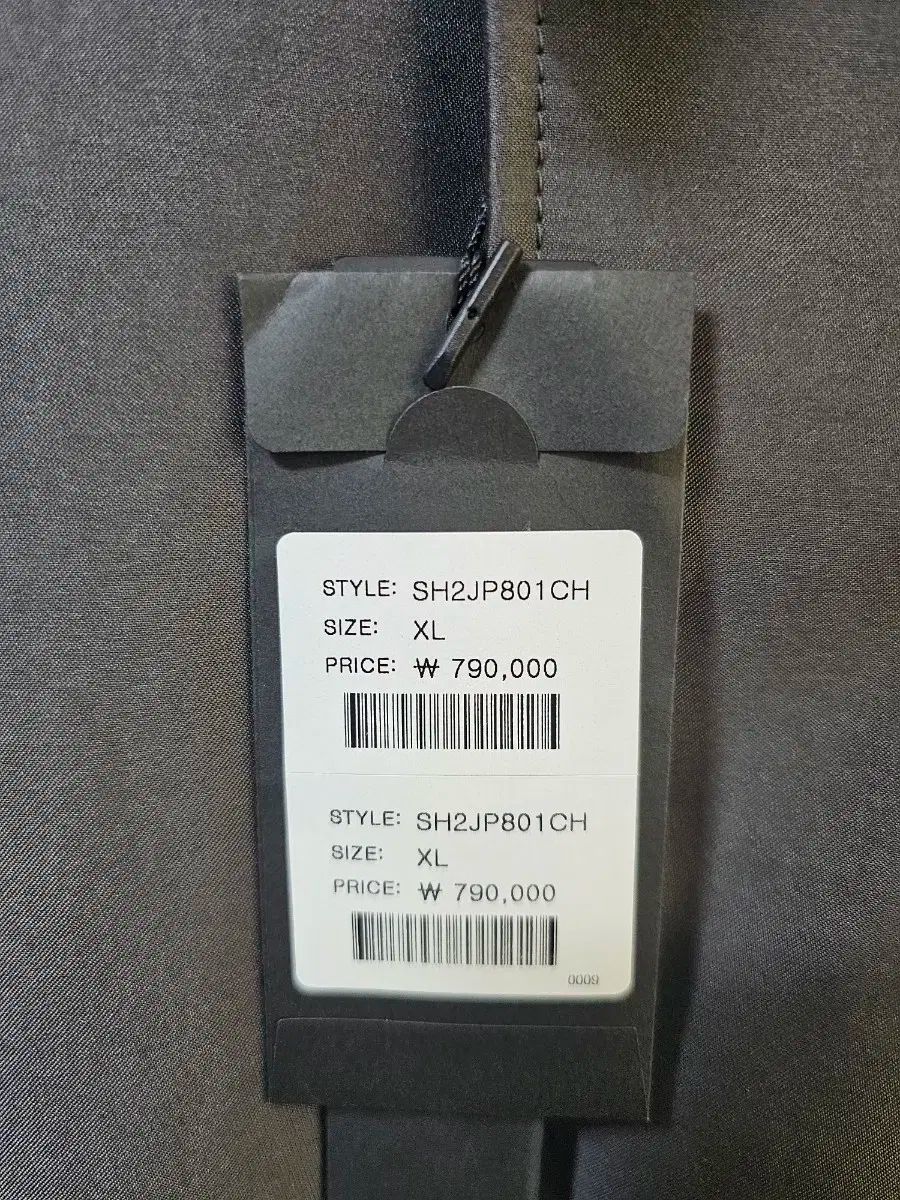 STYLE: SH2JP801CH
SIZE: XL
PRICE: ₩ 790,000
STYLE: SH2JP801CH
SIZE: XL
PRICE: ₩ 790,000
0009